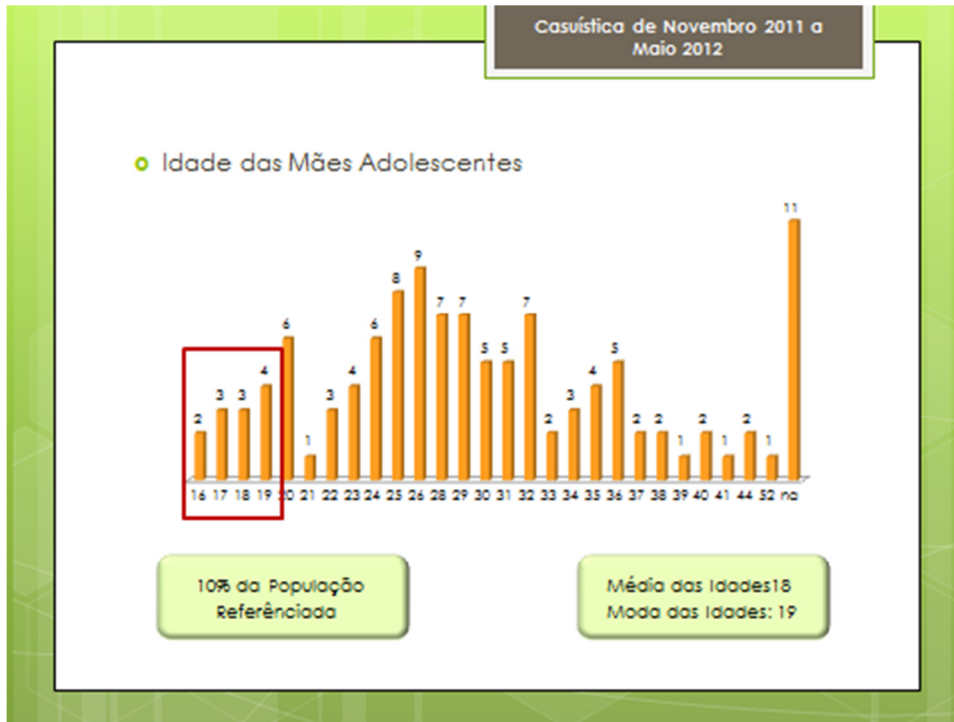 Casuística de Novembro 2011 a
Maio 2012
Idade das Mães Adolescentes
11
9
8
7 7 7
6 6
5 5 5
4 4 4
3 3 3 3 3
2 2 2 2 2 2
1 1 1 1
16 17 18 19 20 21 22 23 24 25 26 28 29 30 31 32 33 34 35 36 37 38 39 40 41 44 52 na
10% da População
Referênciada
Média das Idades18
Moda das Idades: 19